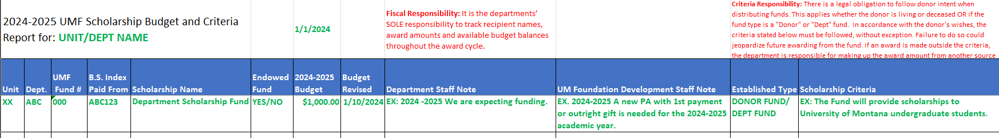 2024-2025 UMF Scholarship Budget and Criteria
Report for: UNIT/DEPT NAME
1/1/2024
Fiscal Responsibility: It is the departments’
SOLE responsibility to track recipient names,
award amounts and available budget balances
throughout the award cycle.
Criteria Responsibility: There is a legal obligation to follow donor intent when
distributing funds. This applies whether the donor is living or deceased OR if the
fund type is a "Donor" or "Dept" fund.  In accordance with the donor's wishes, the
criteria stated below must be followed, without exception. Failure to do so could
jeopardize future awarding from the fund. If an award is made outside the criteria,
the department is responsible for making up the award amount from another source
Unit
Dept.
UMF
Fund #
B.S. Index
Paid From
Scholarship Name
Endowed
Fund
2024-2025
Budget
Budget
Revised
Department Staff Note
UM Foundation Development Staff Note
Established Type
Scholarship Criteria
XX
ABC
000
ABC123
Department Scholarship Fund
YES/NO
$1,000.00
1/10/2024
EX: 2024 -2025 We are expecting funding.
EX. 2024-2025 A new PA with 1st payment
or outright gift is needed for the 2024-2025
academic year.
DONOR FUND/
DEPT FUND
EX: The Fund will provide scholarships to
University of Montana undergraduate students.